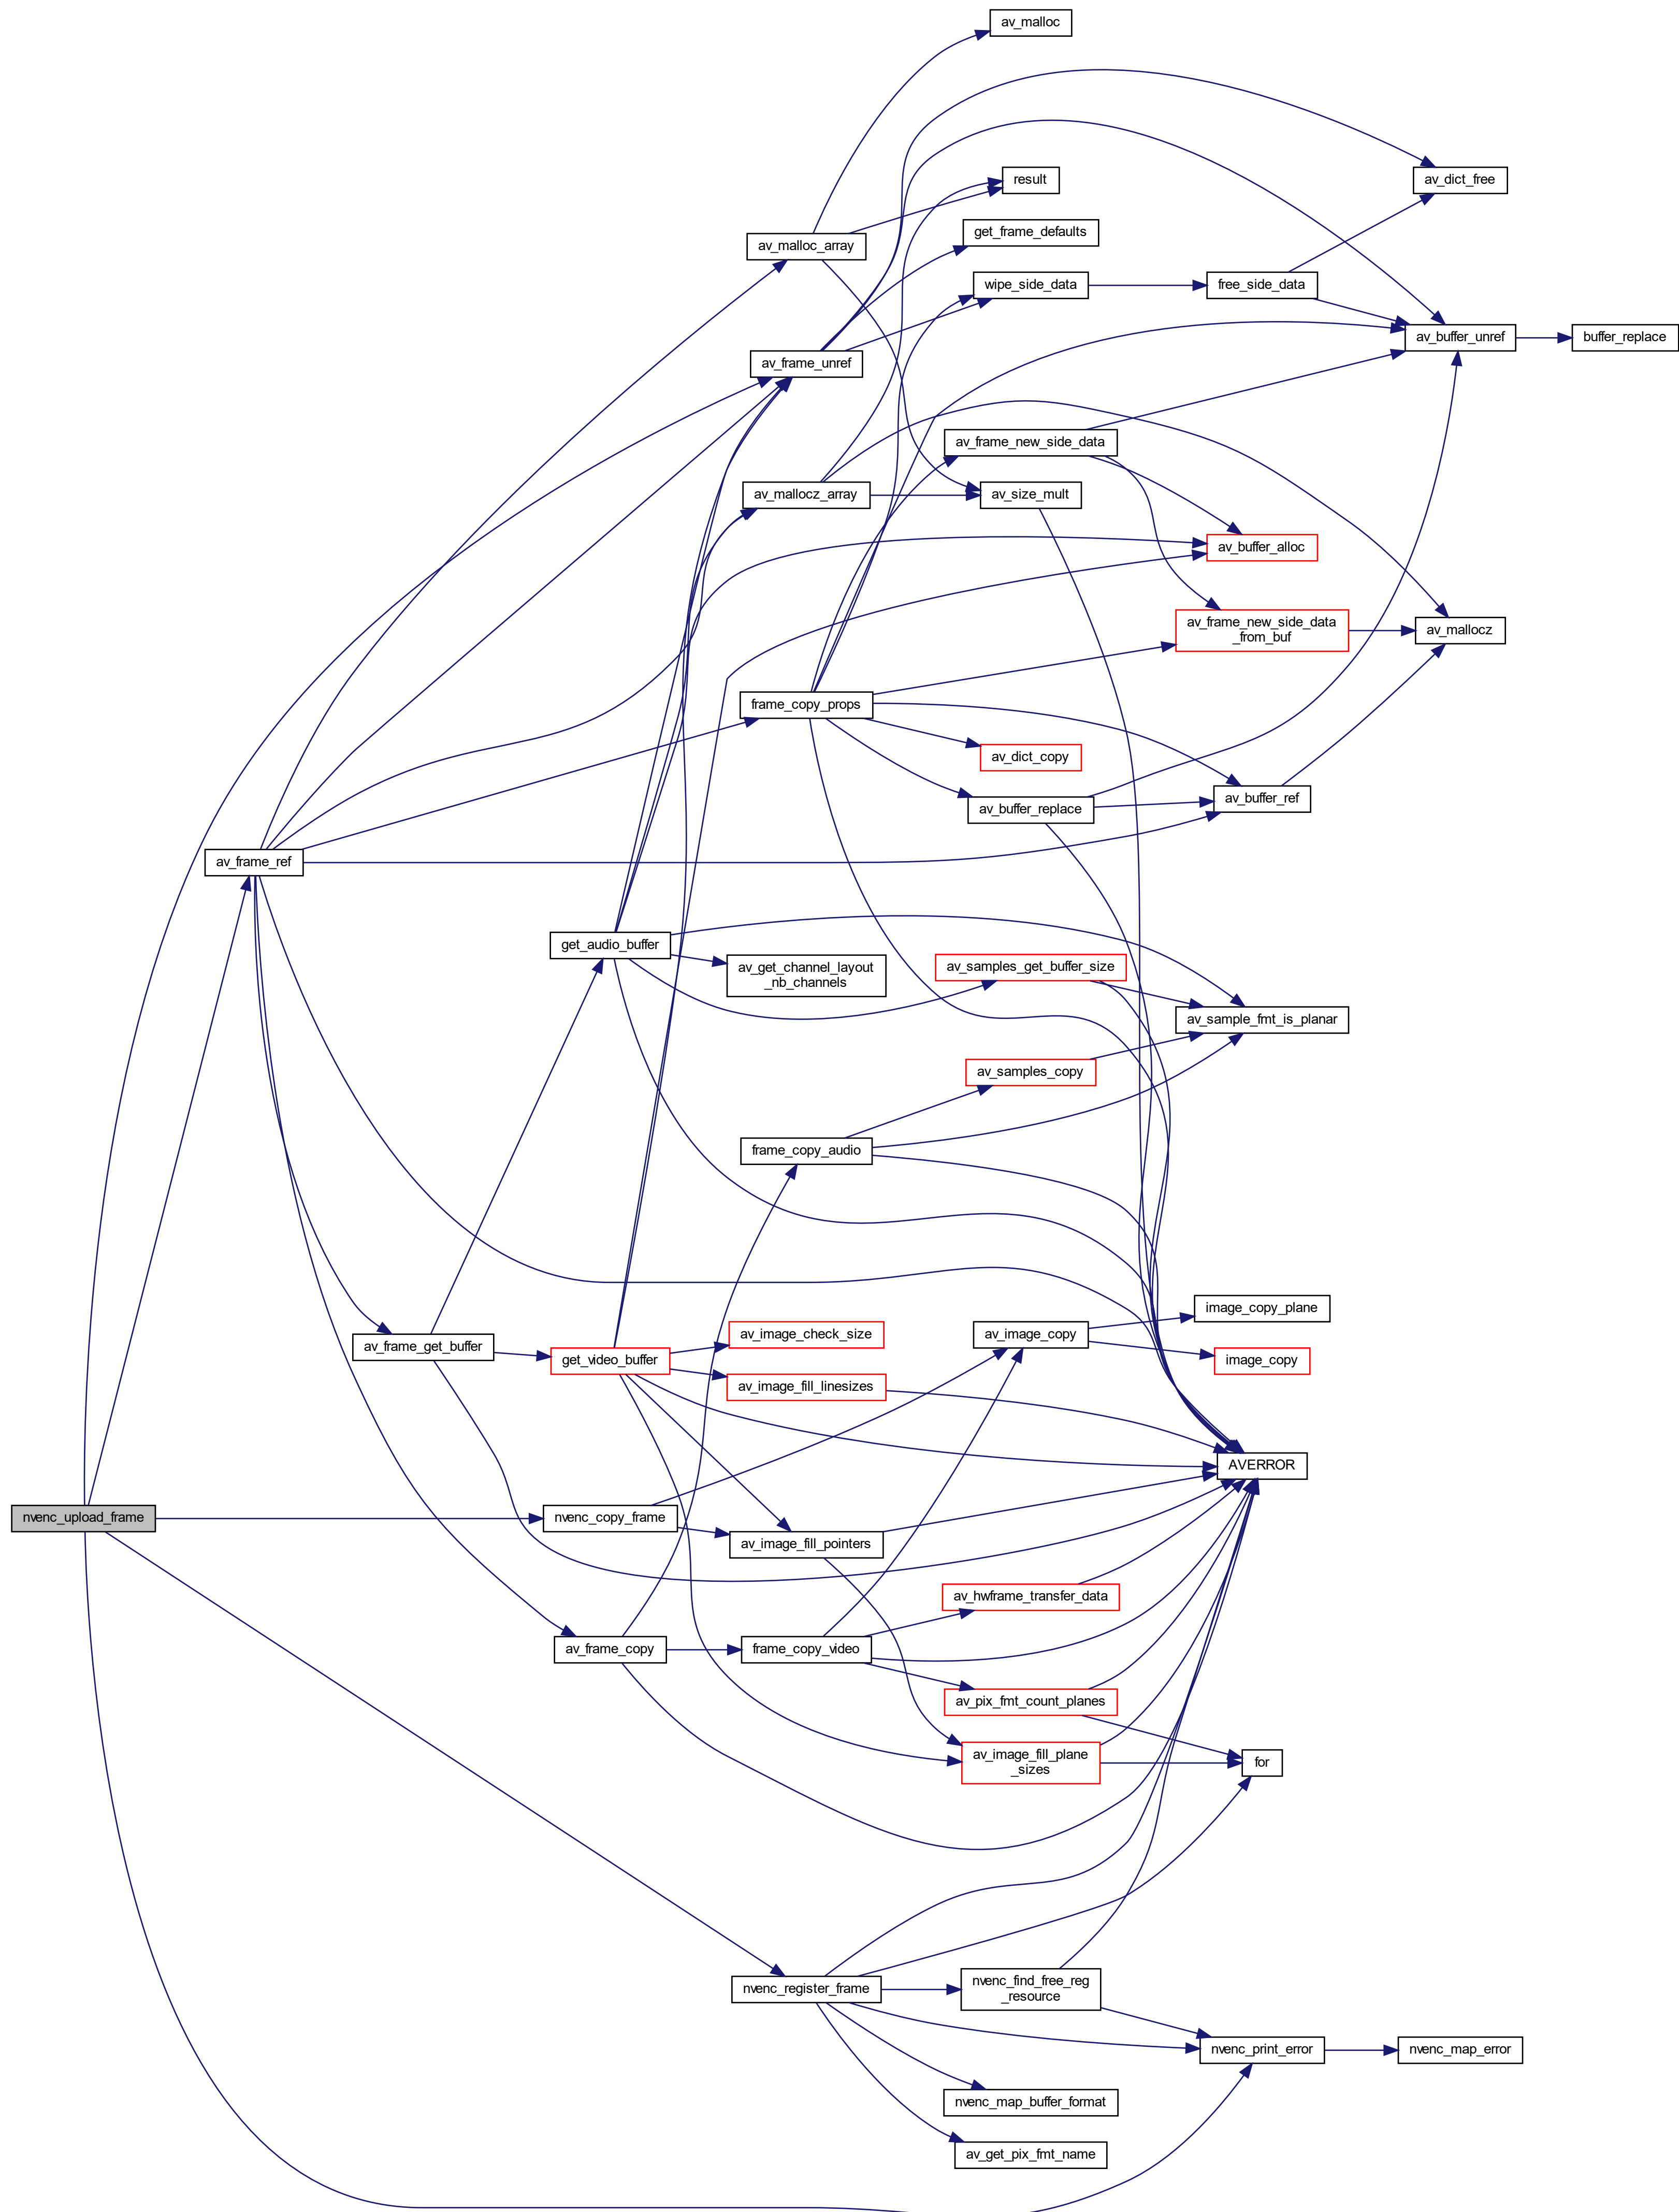 av_malloc
result
av_dict_free
get_frame_defaults
av_malloc_array
wipe_side_data
free_side_data
av_buffer_unref
buffer_replace
av_frame_unref
av_frame_new_side_data
av_mallocz_array
av_size_mult
av_buffer_alloc
av_frame_new_side_data
_from_buf
av_mallocz
frame_copy_props
av_dict_copy
av_buffer_ref
av_buffer_replace
av_frame_ref
get_audio_buffer
av_get_channel_layout
_nb_channels
av_samples_get_buffer_size
av_sample_fmt_is_planar
av_samples_copy
frame_copy_audio
image_copy_plane
av_image_check_size
av_image_copy
av_frame_get_buffer
get_video_buffer
image_copy
av_image_fill_linesizes
AVERROR
nvenc_upload_frame
nvenc_copy_frame
av_image_fill_pointers
av_hwframe_transfer_data
av_frame_copy
frame_copy_video
av_pix_fmt_count_planes
av_image_fill_plane
_sizes
for
nvenc_register_frame
nvenc_find_free_reg
_resource
nvenc_print_error
nvenc_map_error
nvenc_map_buffer_format
av_get_pix_fmt_name